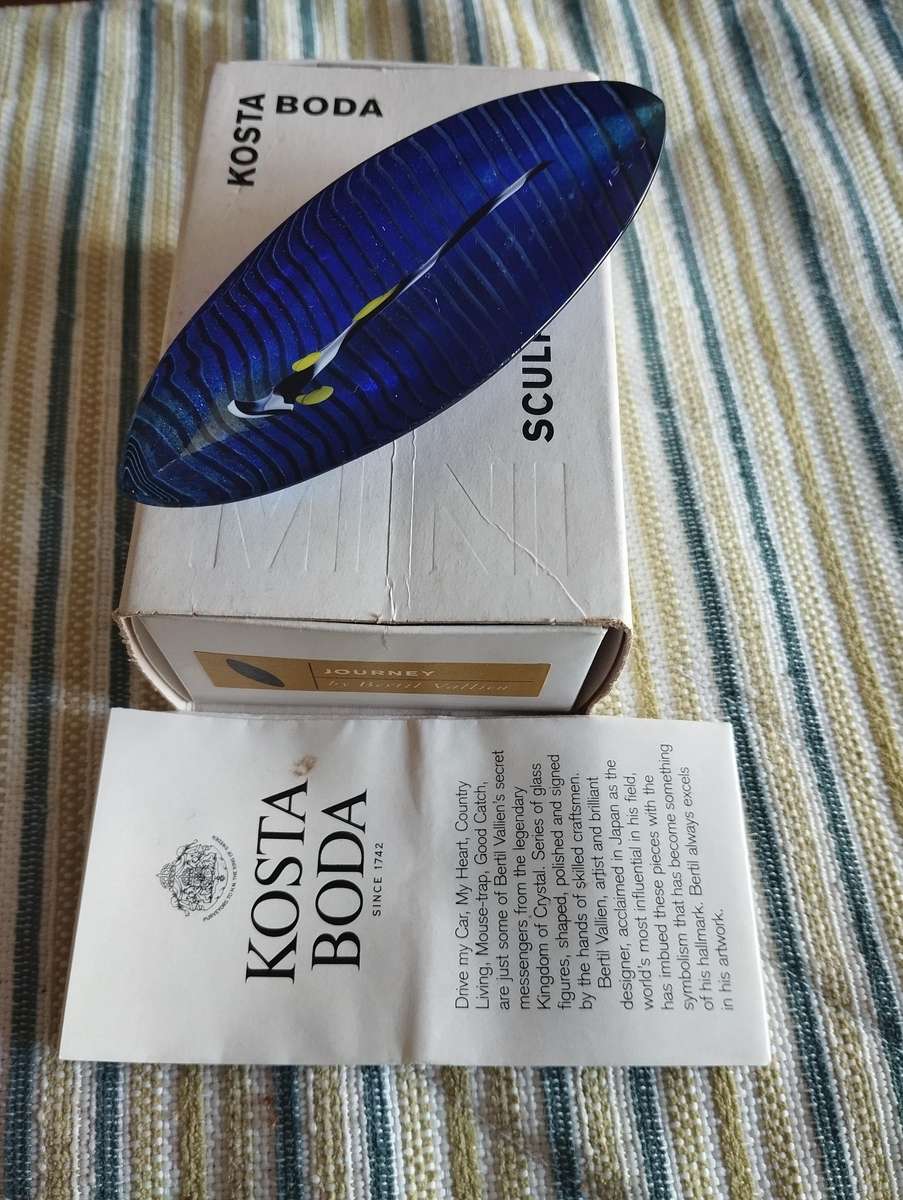 KOSTA BODA
SCUL
MINI
JOURNEY
by Bertil Vallien
PURVEYORS TO H.M. THE
KOSTA
BODA
SINCE 1742
Drive my Car, My Heart, Country
Living, Mouse-trap, Good Catch,
are just some of Bertil Vallien's secret
messengers from the legendary
Kingdom of Crystal. Series of glass
figures, shaped, polished and signed
by the hands of skilled craftsmen.
Bertil Vallien, artist and brilliant
designer, acclaimed in Japan as the
world's most influential in his field,
has imbued these pieces with the
symbolism that has become something
of his hallmark. Bertil always excels
in his artwork.